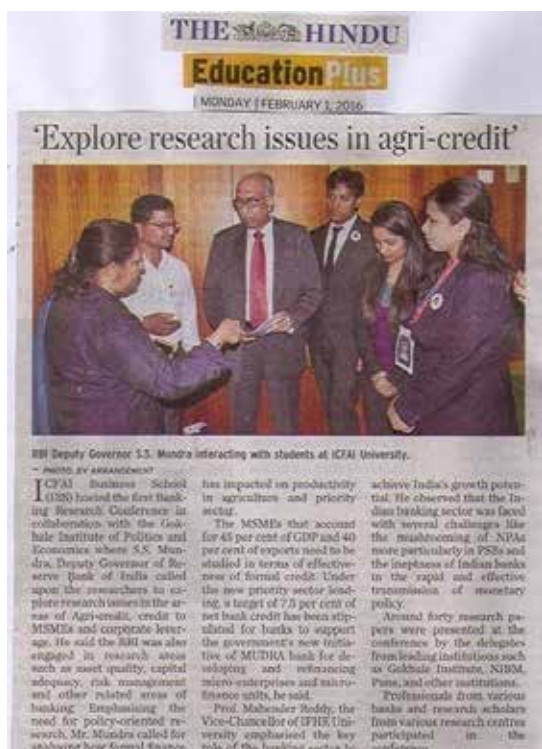 THE HINDU
Education Plus
MONDAY FEBRUARY 1, 2016
'Explore research issues in agri-credit'
RBI Deputy Governor S.S. Mundra interacting with students at ICFAI University.
– PHOTO BY ARRANGEMENT
ICFAI Business School
(IBS) hosted the first Bank-
ing Research Conference in
collaboration with the Gok-
hale Institute of Politics and
Economics where S.S. Mun-
dra, Deputy Governor of Re-
serve Bank of India called
upon the researchers to ex-
plore research issues in the ar-
eas of Agri-credit, credit to
MSMEs and corporate lever-
age. He said the RBI was also
engaged in research areas
such as asset quality, capital
adequacy, risk management
and other related areas of
banking. Emphasising the
need for policy-oriented re-
search, Mr. Mundra called for
analysing how formal finance
has impacted on productivity
in agriculture and priority
sector.
The MSMEs that account
for 45 per cent of GDP and 40
per cent of exports need to be
studied in terms of effective-
ness of formal credit. Under
the new priority sector lend-
ing, a target of 7.5 per cent of
net bank credit has been stip-
ulated for banks to support
the government's new initia-
tive of MUDRA bank for de-
veloping and refinancing
micro-enterprises and micro-
finance units, he said.
Prof. Mahender Reddy, the
Vice-Chancellor of IFHE Uni-
versity emphasised the key
role of the banking sector to
achieve India's growth poten-
tial. He observed that the In-
dian banking sector was faced
with several challenges like
the mushrooming of NPAs
more particularly in PSBs and
the ineptness of Indian banks
in the rapid and effective
transmission of monetary
policy.
Around forty research pa-
pers were presented at the
conference by the delegates
from leading institutions such
as Gokhale Institute, NIBM,
Pune, and other institutions.
Professionals from various
banks and research scholars
from various research centres
participated in the
conference.